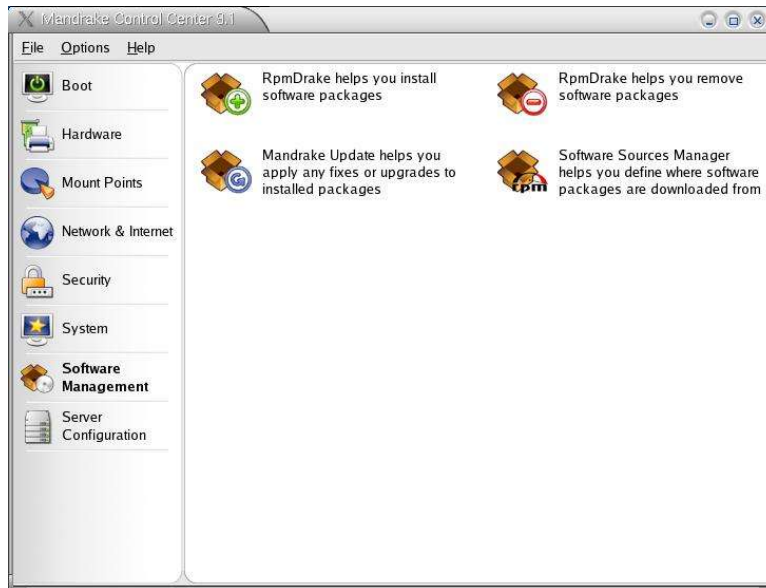 Mandrake Control Center 9.1
File Options Help
Boot
Hardware
Mount Points
Network & Internet
Security
System
Software
Management
Server
Configuration
RpmDrake helps you install
software packages
RpmDrake helps you remove
software packages
Mandrake Update helps you
apply any fixes or upgrades to
installed packages
Software Sources Manager
helps you define where software
packages are downloaded from
rpm